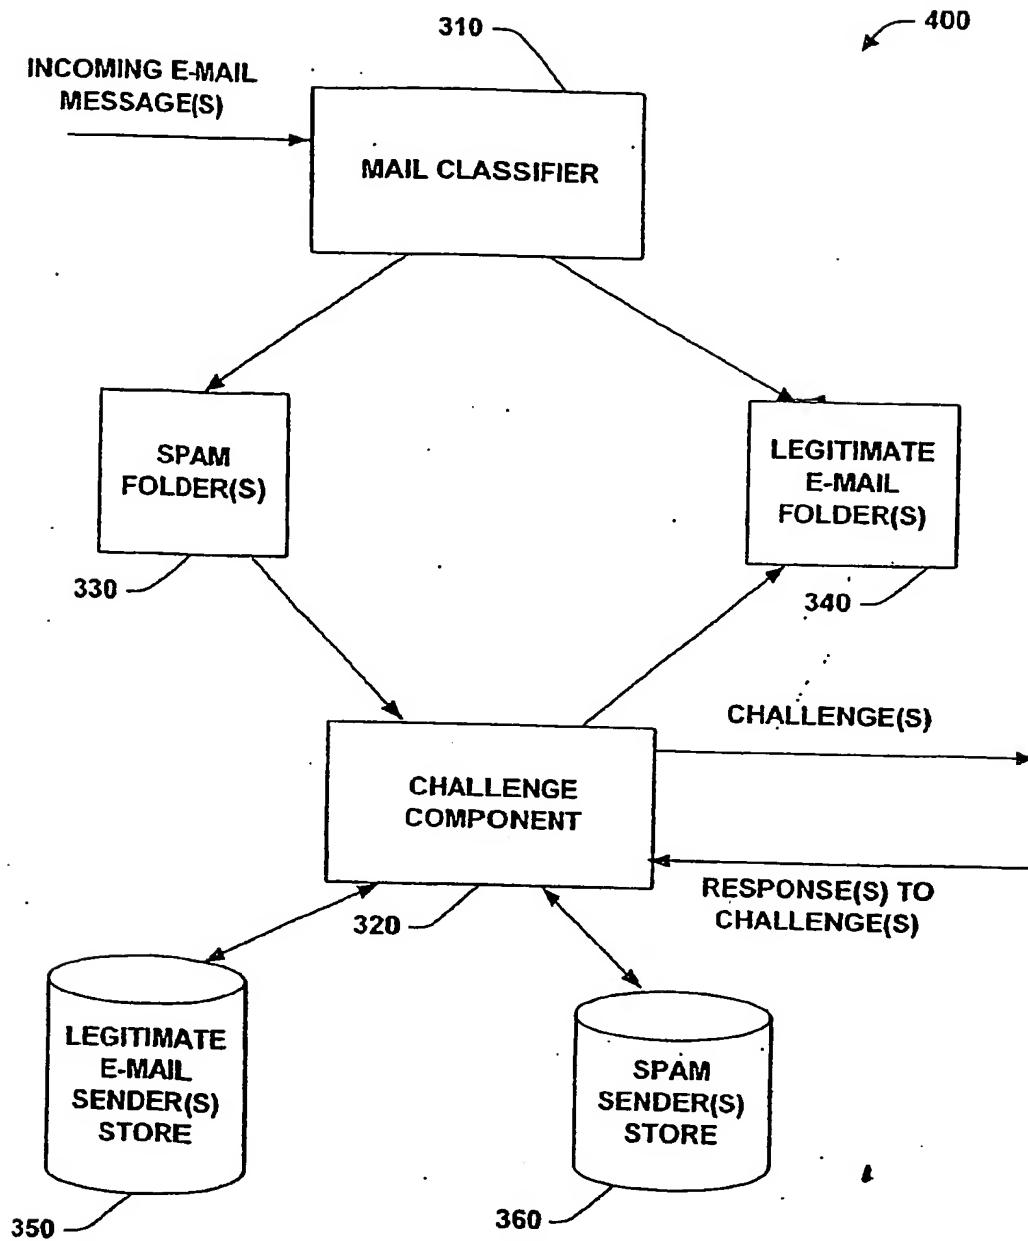 310
400
INCOMING E-MAIL
MESSAGE(S)
MAIL CLASSIFIER
SPAM
FOLDER(S)
LEGITIMATE
E-MAIL
FOLDER(S)
330
340
CHALLENGE(S)
CHALLENGE
COMPONENT
RESPONSE(S) TO
CHALLENGE(S)
320
LEGITIMATE
E-MAIL
SENDER(S)
STORE
SPAM
SENDER(S)
STORE
350
360